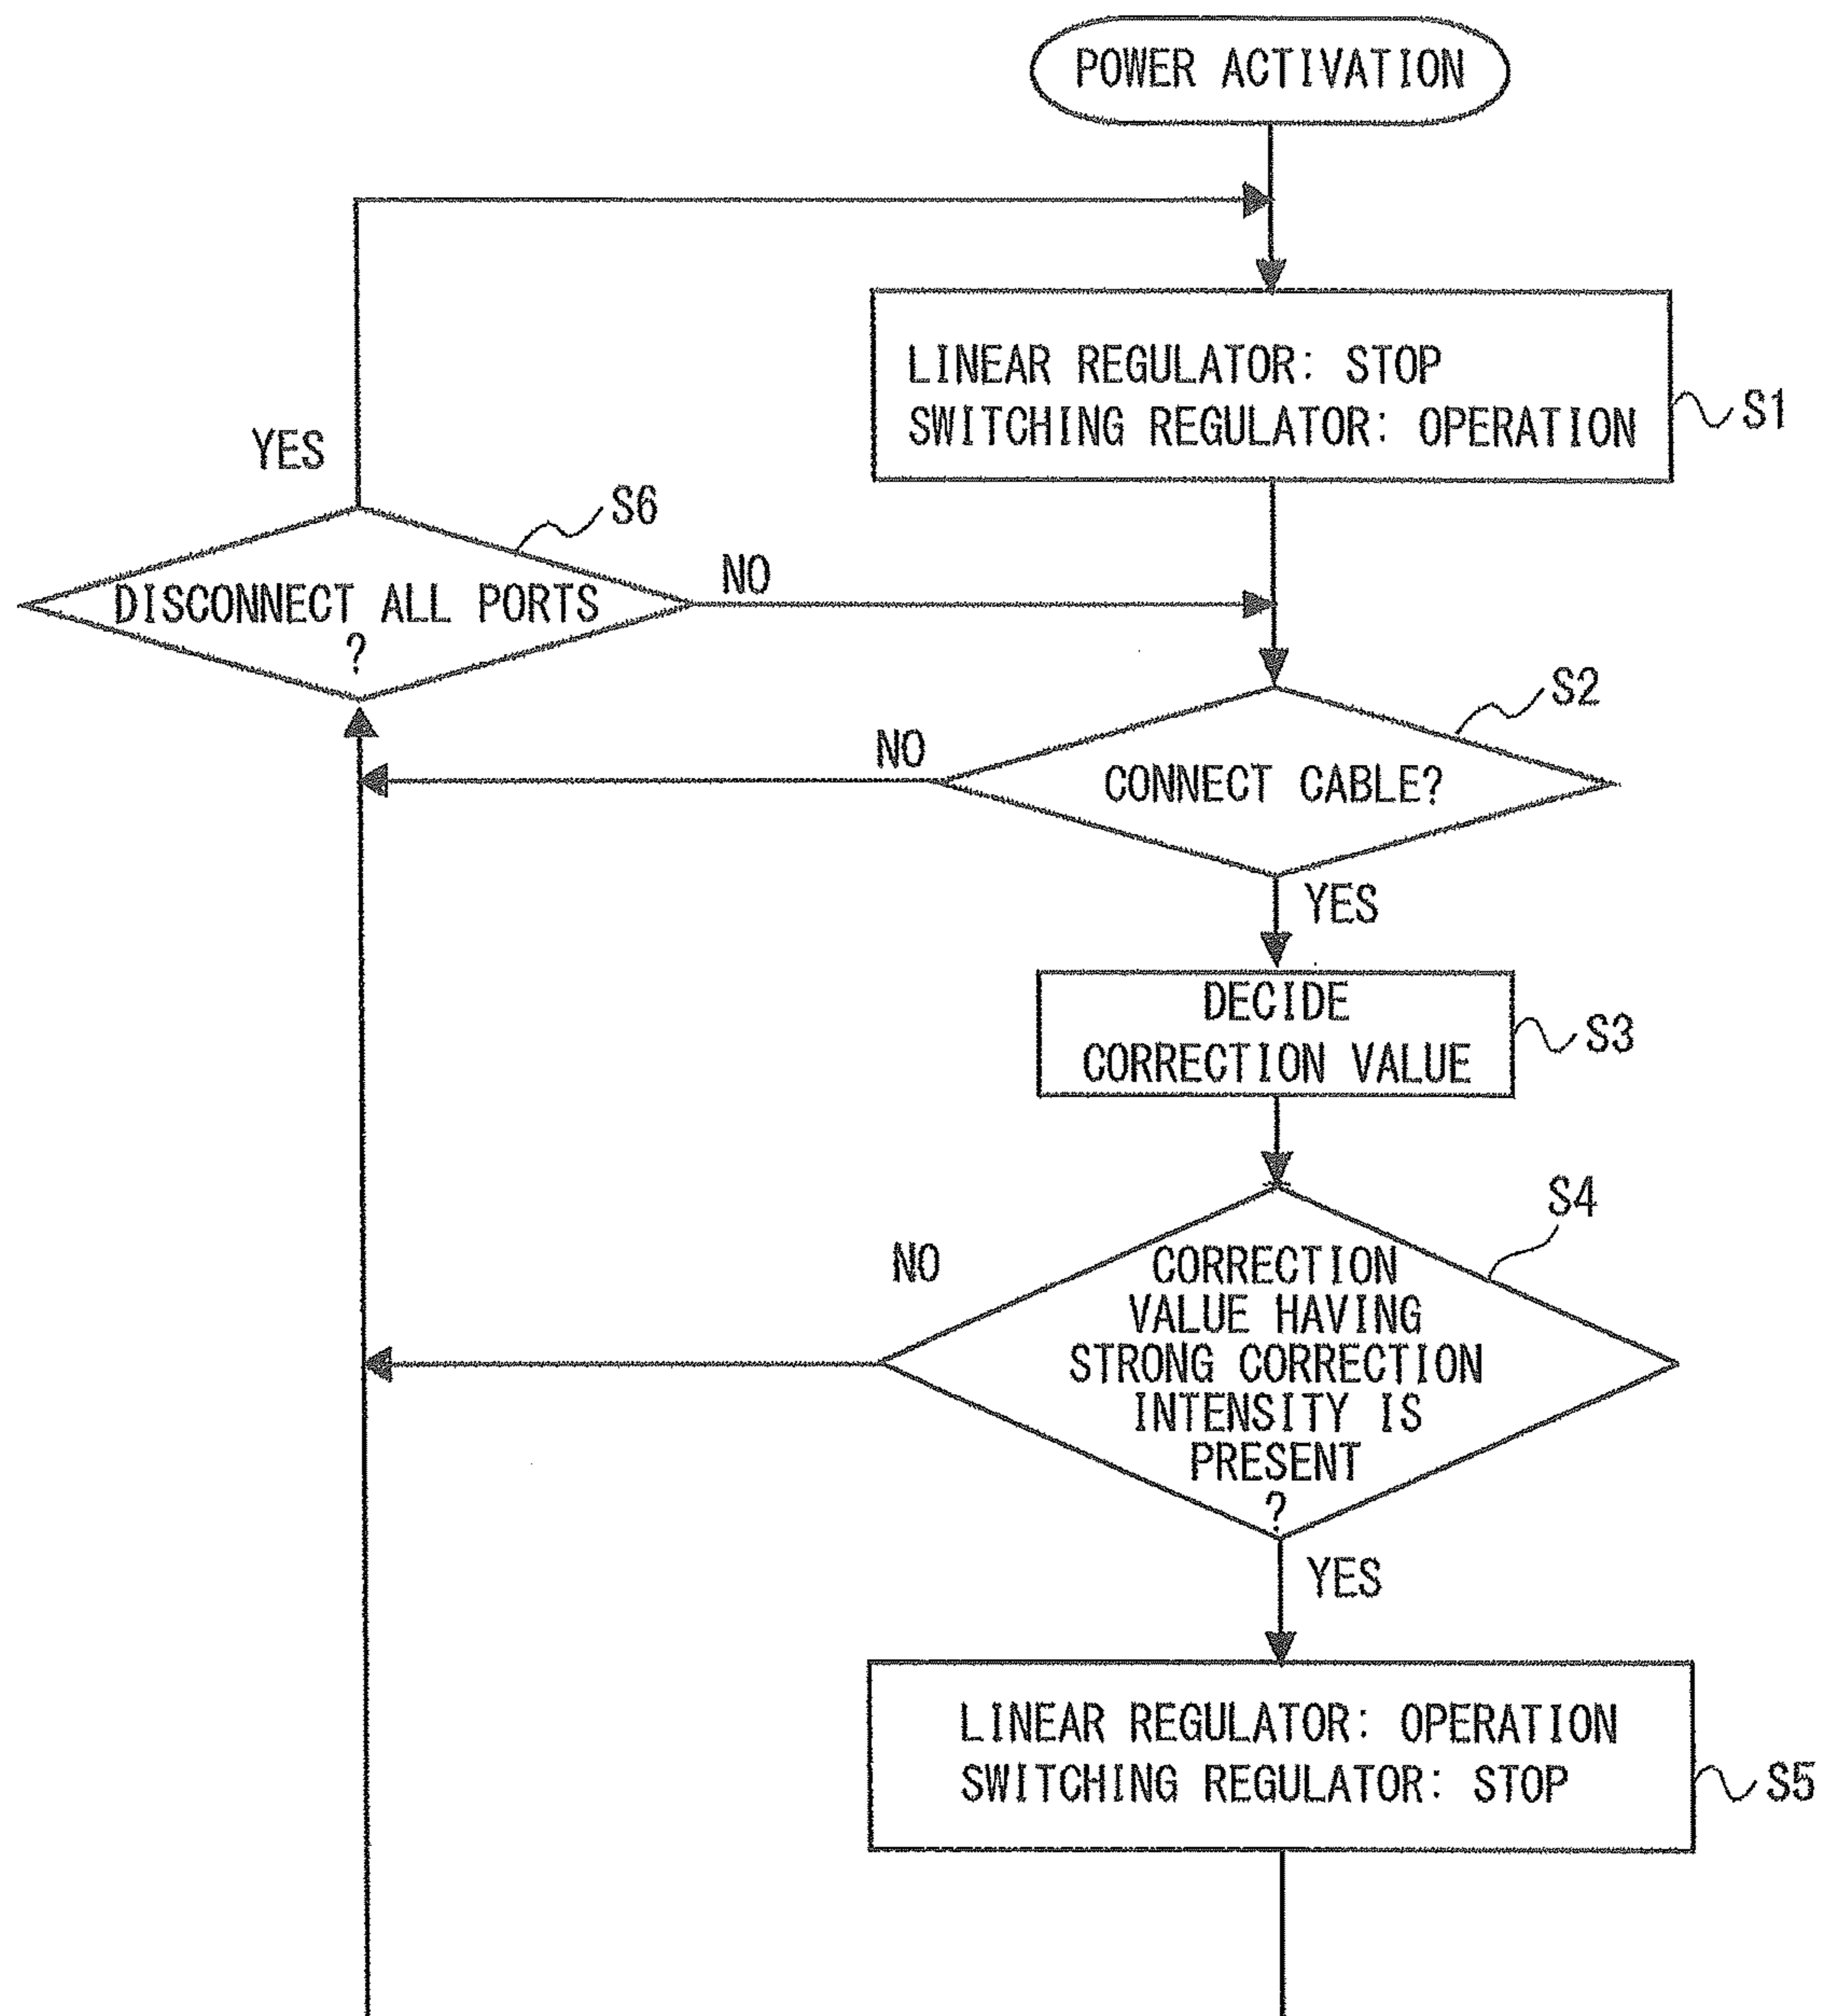 POWER ACTIVATION
LINEAR REGULATOR: STOP
SWITCHING REGULATOR: OPERATION
S1
YES
S6
DISCONNECT ALL PORTS
?
NO
S2
NO
CONNECT CABLE?
YES
DECIDE
CORRECTION VALUE
S3
S4
NO
CORRECTION
VALUE HAVING
STRONG CORRECTION
INTENSITY IS
PRESENT
?
YES
LINEAR REGULATOR: OPERATION
SWITCHING REGULATOR: STOP
S5